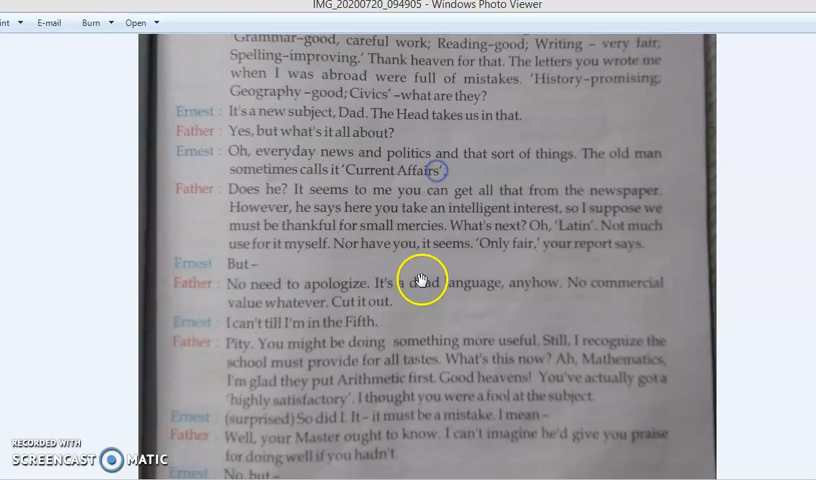 IMG_20200720_094905 - Windows Photo Viewer
int E-mail Burn Open
Grammar–good, careful work; Reading–good; Writing – very fair,
Spelling–improving.' Thank heaven for that. The letters you wrote me
when I was abroad were full of mistakes. 'History–promising,
Geography –good; Civics' –what are they?
Ernest : It's a new subject, Dad. The Head takes us in that.
Father : Yes, but what's it all about?
Ernest : Oh, everyday news and politics and that sort of things. The old man
sometimes calls it 'Current Affairs'.
Father : Does he? It seems to me you can get all that from the newspaper.
However, he says here you take an intelligent interest, so I suppose we
must be thankful for small mercies. What's next? Oh, 'Latin'. Not much
use for it myself. Nor have you, it seems. 'Only fair,' your report says.
Ernest : But –
Father : No need to apologize. It's a dead language, anyhow. No commercial
value whatever. Cut it out.
Ernest : I can't till I'm in the Fifth.
Father : Pity. You might be doing something more useful. Still, I recognize the
school must provide for all tastes. What's this now? Ah, Mathematics,
I'm glad they put Arithmetic first. Good heavens! You've actually got a
'highly satisfactory'. I thought you were a fool at the subject.
Ernest : (surprised) So did I. It – it must be a mistake. I mean –
Father : Well, your Master ought to know. I can't imagine he'd give you praise
for doing well if you hadn't.
Ernest : No, but –
RECORDED WITH
SCREENCAST MATIC